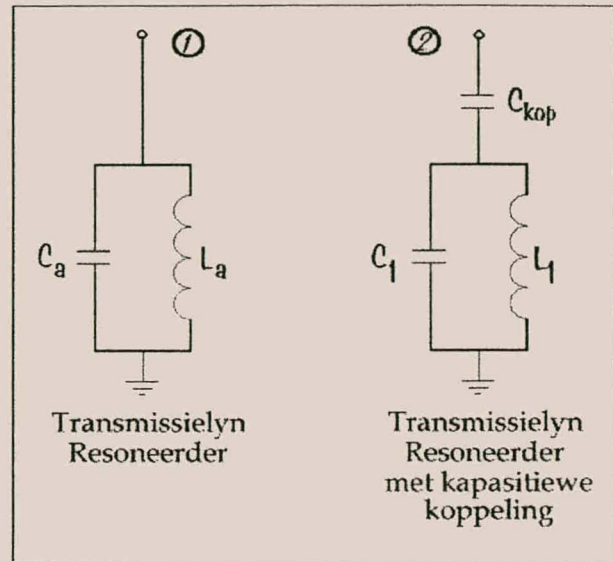 1
2
C_kop
C_a
L_a
C_1
L_1
Transmissielyn
Resoneerder
Transmissielyn
Resoneerder
met kapasitiewe
koppeling